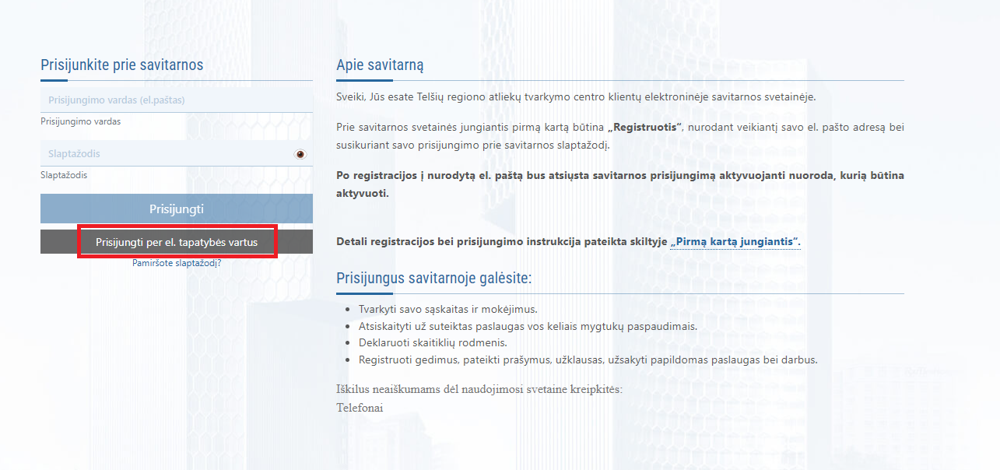 Prisijunkite prie savitarnos
Prisijungimo vardas (el.paštas)
Prisijungimo vardas
Slaptažodis
Slaptažodis
Prisijungti
Prisijungti per el. tapatybės vartus
Pamiršote slaptažodį?
Apie savitarną
Sveiki, Jūs esate Telšių regiono atliekų tvarkymo centro klientų elektroninėje savitarnos svetainėje.
Prie savitarnos svetainės jungiantis pirmą kartą būtina „Registruotis“, nurodant veikiantį savo el. pašto adresą bei
susikuriant savo prisijungimo prie savitarnos slaptažodį.
Po registracijos į nurodytą el. paštą bus atsiųsta savitarnos prisijungimą aktyvuojanti nuoroda, kurią būtina
aktyvuoti.
Detali registracijos bei prisijungimo instrukcija pateikta skiltyje „Pirmą kartą jungiantis“.
Prisijungus savitarnoje galėsite:
• Tvarkyti savo sąskaitas ir mokėjimus.
• Atsiskaityti už suteiktas paslaugas vos keliais mygtukų paspaudimais.
• Deklaruoti skaitiklių rodmenis.
• Registruoti gedimus, pateikti prašymus, užklausas, užsakyti papildomas paslaugas bei darbus.
Iškilus neaiškumams dėl naudojimosi svetaine kreipkitės:
Telefonai